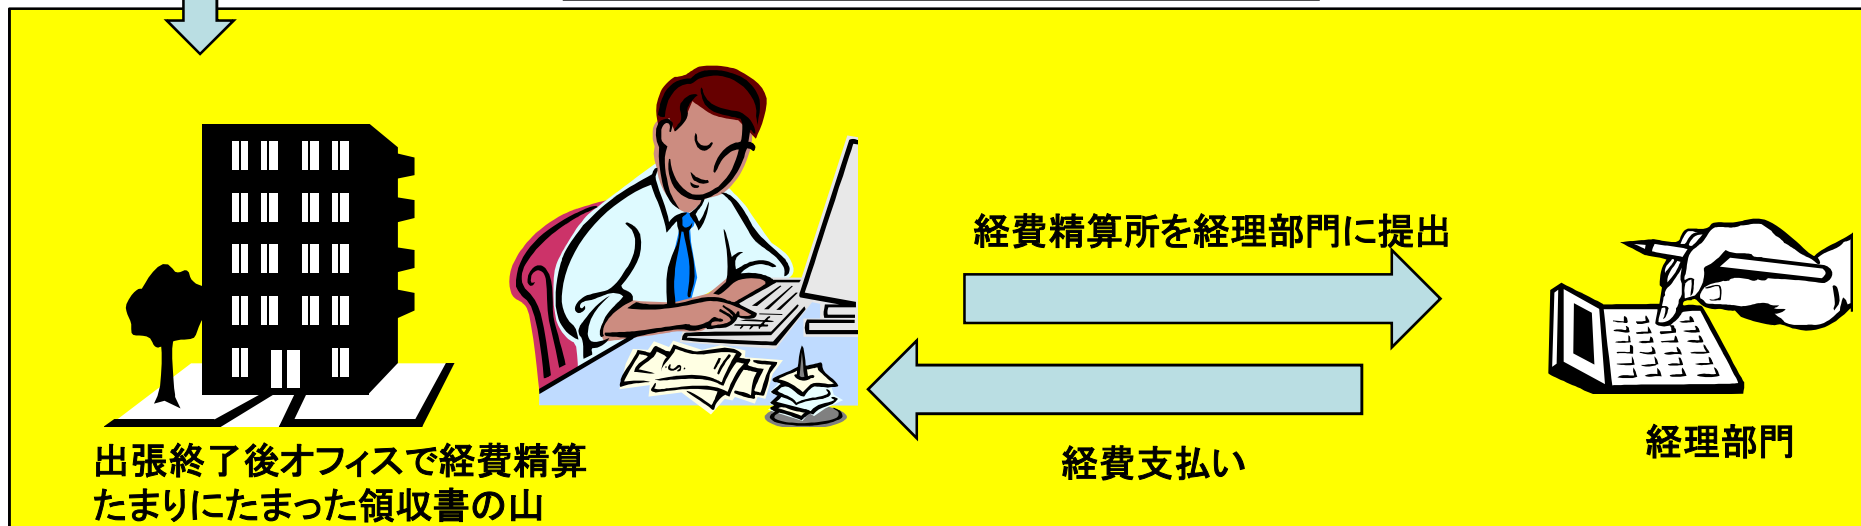 経費精算所を経理部門に提出
経理部門
経費支払い
出張終了後オフィスで経費精算
たまりにたまった領収書の山